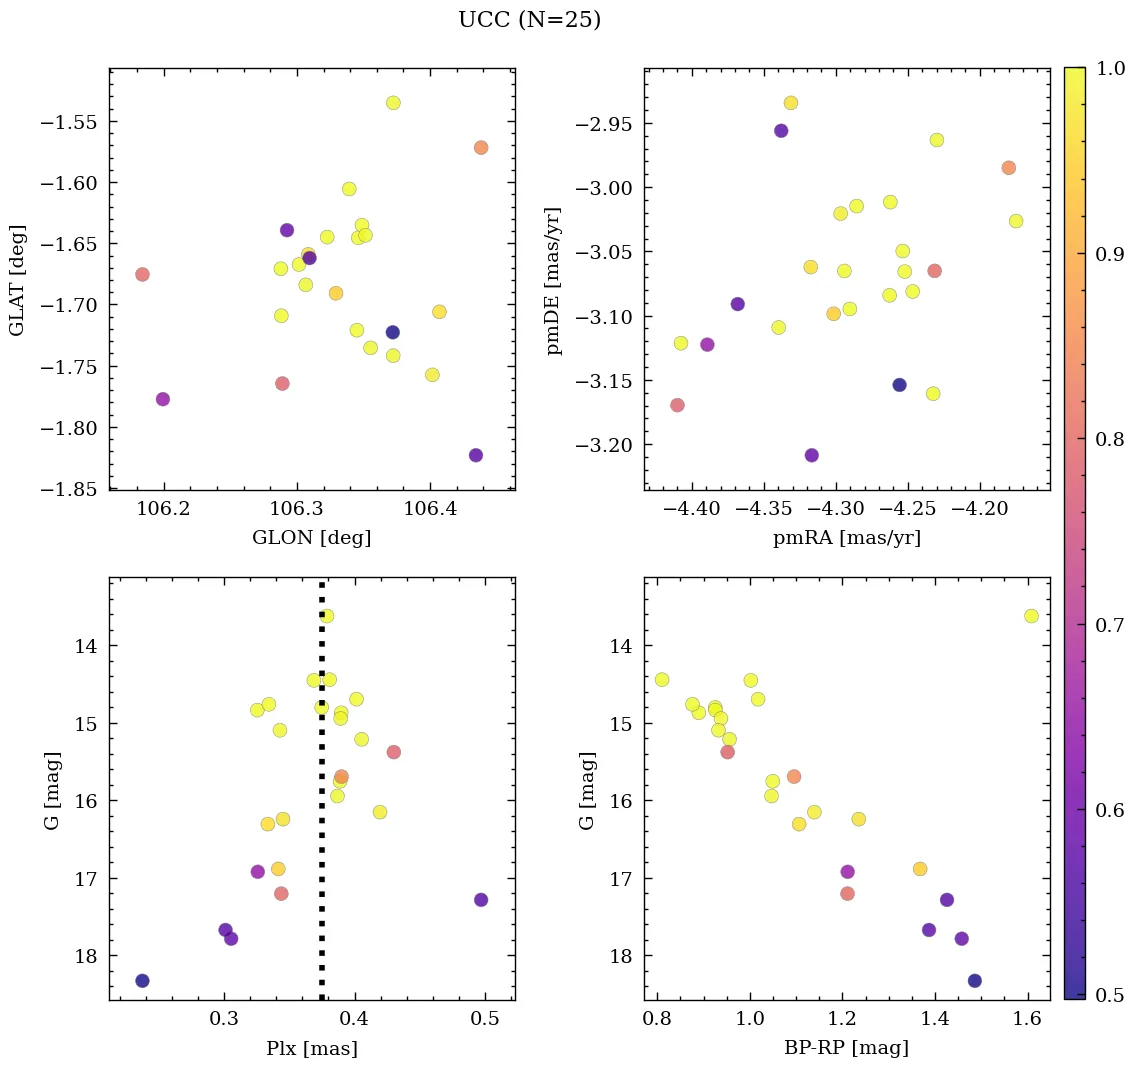 UCC (N=25)
−1.55
−1.60
−1.65
−1.70
−1.75
−1.80
−1.85
GLAT [deg]
106.2 106.3 106.4
GLON [deg]
−2.95
−3.00
−3.05
−3.10
−3.15
−3.20
pmDE [mas/yr]
−4.40 −4.35 −4.30 −4.25 −4.20
pmRA [mas/yr]
1.0
0.9
0.8
0.7
0.6
0.5
14
15
16
17
18
G [mag]
0.3 0.4 0.5
Plx [mas]
14
15
16
17
18
G [mag]
0.8 1.0 1.2 1.4 1.6
BP-RP [mag]